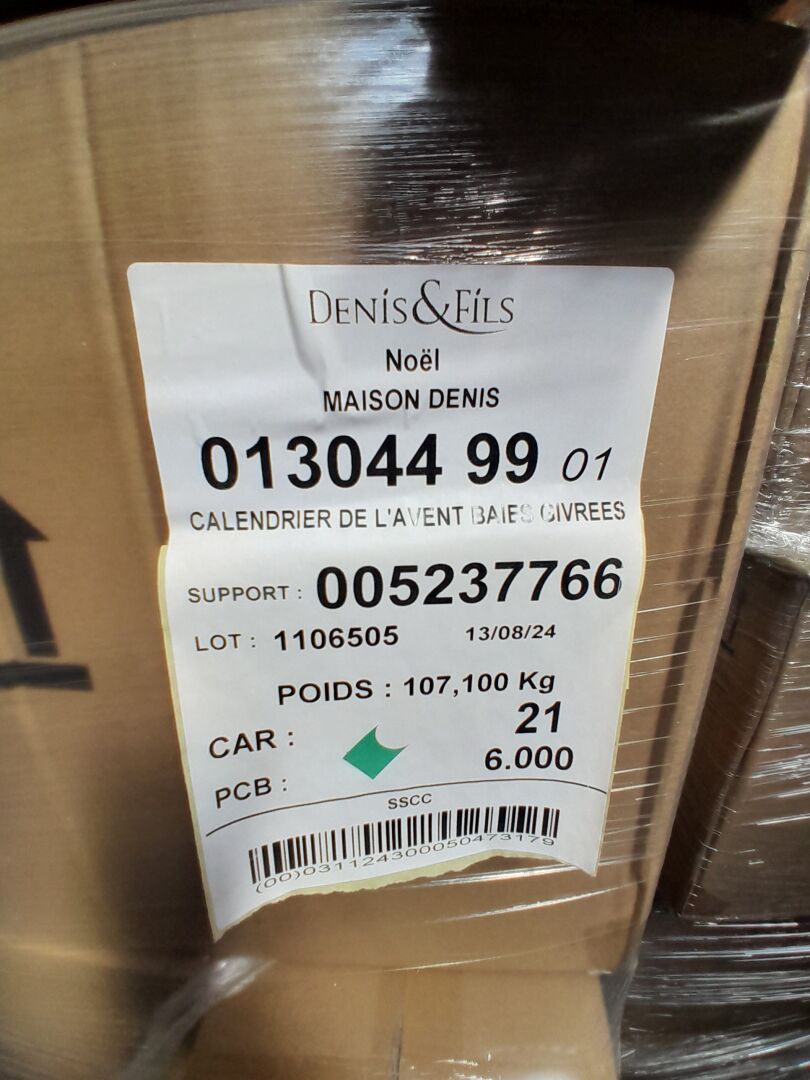 DENIS&FILS
Noël
MAISON DENIS
013044 99 01
CALENDRIER DE L'AVENT BAIES GIVREES
SUPPORT : 005237766
LOT : 1106505 13/08/24
POIDS : 107,100 Kg
CAR : 21
PCB : 6.000
SSCC
(00)031124300050473179